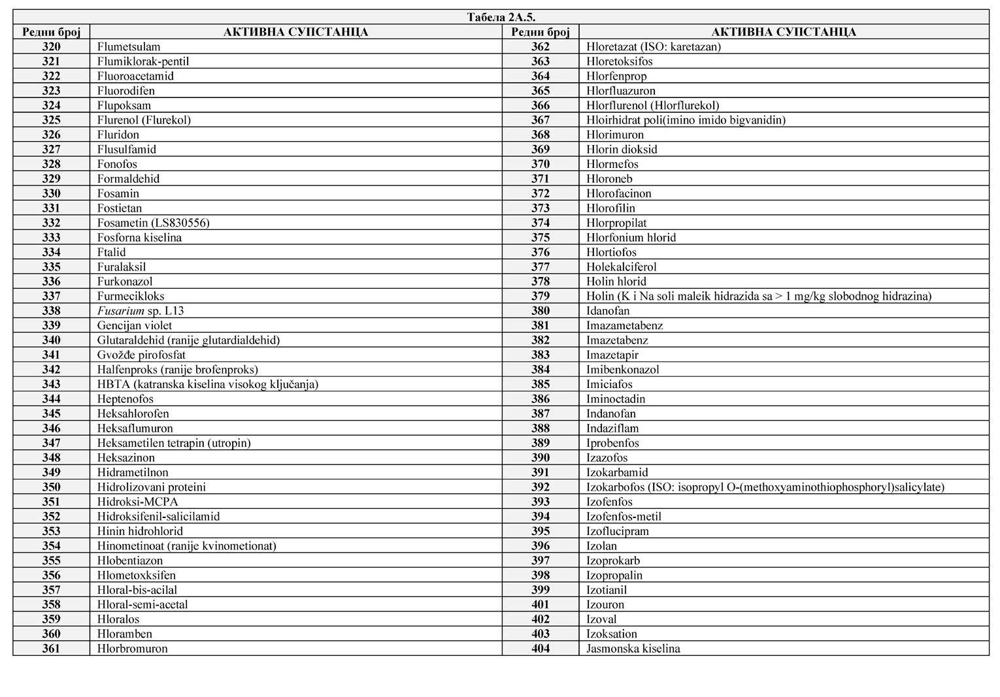 Табела 2А.5.
Редни број АКТИВНА СУПСТАНЦА Редни број АКТИВНА СУПСТАНЦА
320 Flumetsulam 362 Hloretazat (ISO: karetazan)
321 Flumiklorak-pentil 363 Hloretoksifos
322 Fluoroacetamid 364 Hlorfenprop
323 Fluorodifen 365 Hlorfluazuron
324 Flupoksam 366 Hlorflurenol (Hlorflurekol)
325 Flurenol (Flurekol) 367 Hloirhidrat poli(imino imido bigvanidin)
326 Fluridon 368 Hlorimuron
327 Flusulfamid 369 Hlorin dioksid
328 Fonofos 370 Hlormefos
329 Formaldehid 371 Hloroneb
330 Fosamin 372 Hlorofacinon
331 Fostietan 373 Hlorofilin
332 Fosametin (LS830556) 374 Hlorpropilat
333 Fosforna kiselina 375 Hlorfonium hlorid
334 Ftalid 376 Hlortiofos
335 Furalaksil 377 Holekalciferol
336 Furkonazol 378 Holin hlorid
337 Furmecikloks 379 Holin (K i Na soli maleik hidrazida sa > 1 mg/kg slobodnog hidrazina)
338 Fusarium sp. L13 380 Idanofan
339 Gencijan violet 381 Imazametabenz
340 Glutaraldehid (ranije glutardialdehid) 382 Imazetabenz
341 Gvožđe pirofosfat 383 Imazetapir
342 Halfenproks (ranije brofenproks) 384 Imibenkonazol
343 HBTA (katranska kiselina visokog ključanja) 385 Imiciafos
344 Heptenofos 386 Iminoctadin
345 Heksahlorofen 387 Indanofan
346 Heksaflumuron 388 Indaziflam
347 Heksametilen tetrapin (utropin) 389 Iprobenfos
348 Heksazinon 390 Izazofos
349 Hidrametilnon 391 Izokarbamid
350 Hidrolizovani proteini 392 Izokarbofos (ISO: isopropyl O-(methoxyaminothiophosphoryl)salicylate)
351 Hidroksi-MCPA 393 Izofenfos
352 Hidroksifenil-salicilamid 394 Izofenfos-metil
353 Hinin hidrohlorid 395 Izoflucipram
354 Hinometinoat (ranije kvinometionat) 396 Izolan
355 Hlobentiazon 397 Izoprokarb
356 Hlometoxksifen 398 Izopropalin
357 Hloral-bis-acilal 399 Izotianil
358 Hloral-semi-acetal 401 Izouron
359 Hloralos 402 Izoval
360 Hloramben 403 Izoksation
361 Hlorbromuron 404 Jasmonska kiselina